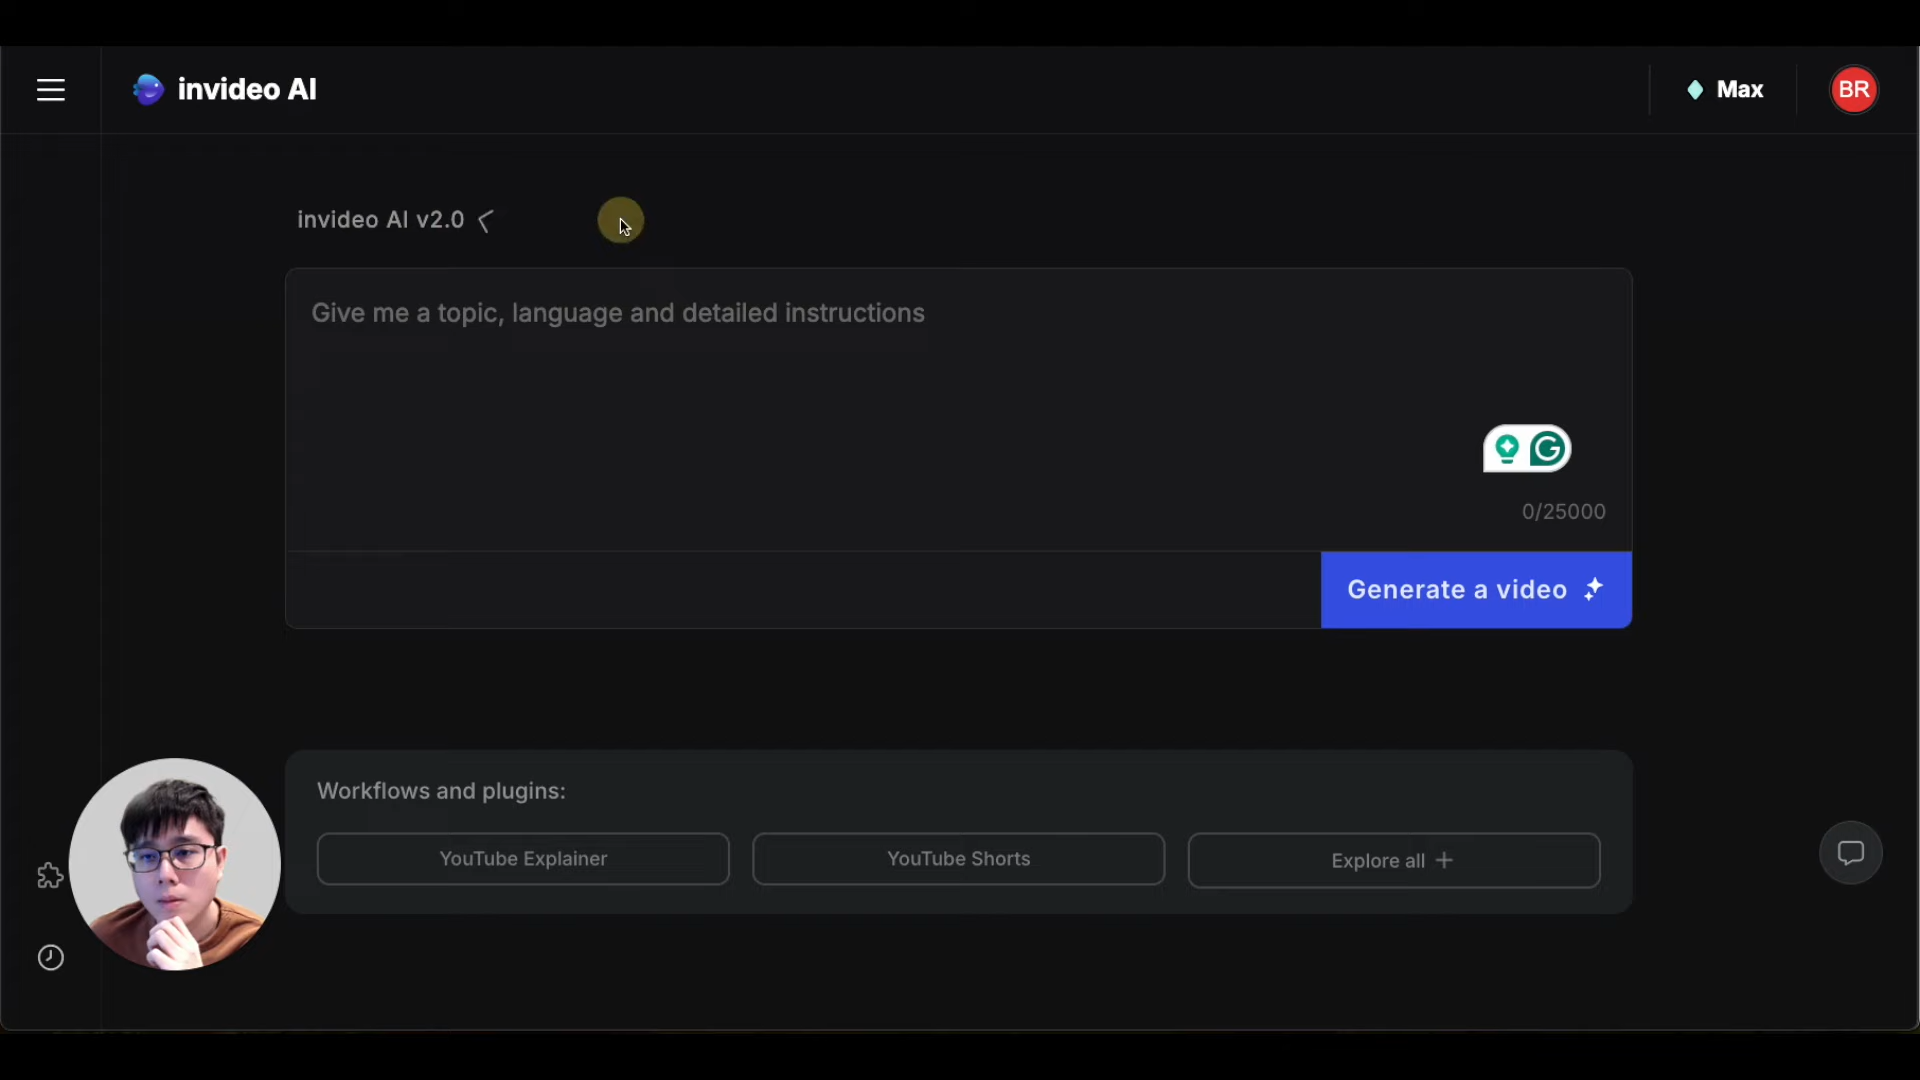 invideo AI
Max
BR
invideo AI v2.0
Give me a topic, language and detailed instructions
0/25000
Generate a video
Workflows and plugins:
YouTube Explainer
YouTube Shorts
Explore all +